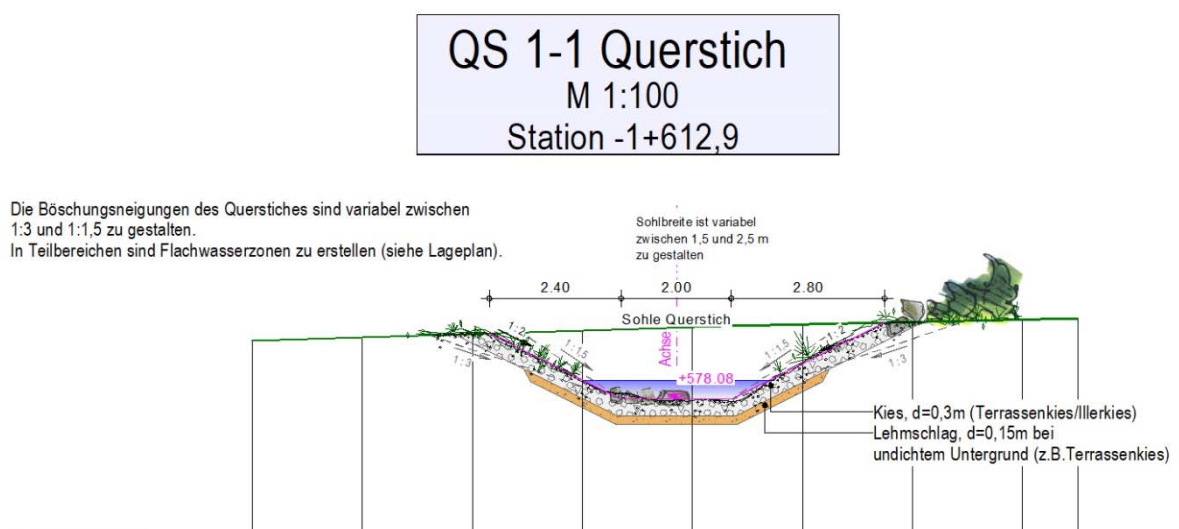 QS 1-1 Querstich
M 1:100
Station -1+612,9
Die Böschungsneigungen des Querstiches sind variabel zwischen
1:3 und 1:1,5 zu gestalten.
In Teilbereichen sind Flachwasserzonen zu erstellen (siehe Lageplan).
Sohlbreite ist variabel
zwischen 1,5 und 2,5 m
zu gestalten
2.40
2.00
2.80
Sohle Querstich
1:2
1:1,5
1:3
Achse
+578.08
1:2
1:1,5
1:3
Kies, d=0,3m (Terrassenkies/Illerkies)
Lehmschlag, d=0,15m bei
undichtem Untergrund (z.B.Terrassenkies)